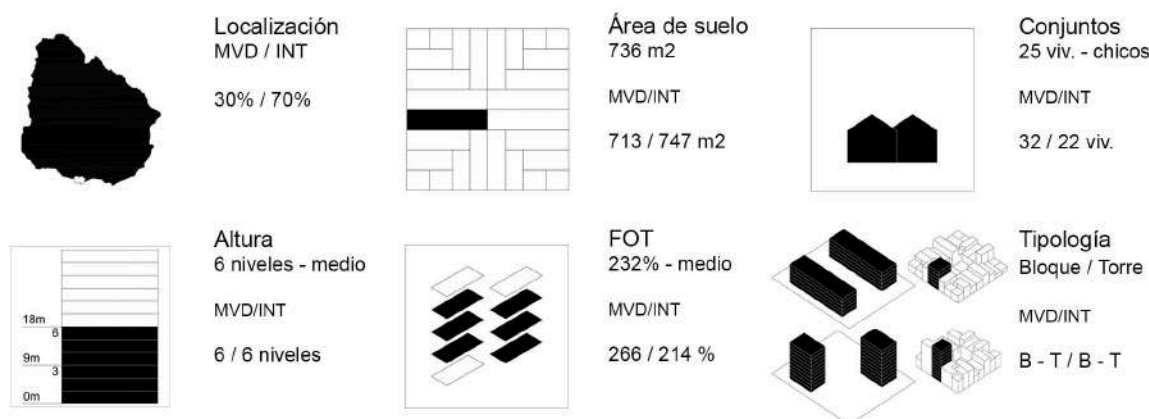 Localización
MVD / INT
30% / 70%
Área de suelo
736 m2
MVD/INT
713 / 747 m2
Conjuntos
25 viv. - chicos
MVD/INT
32 / 22 viv.
18m
6
9m
3
0m
Altura
6 niveles - medio
MVD/INT
6 / 6 niveles
FOT
232% - medio
MVD/INT
266 / 214 %
Tipología
Bloque / Torre
MVD/INT
B - T / B - T